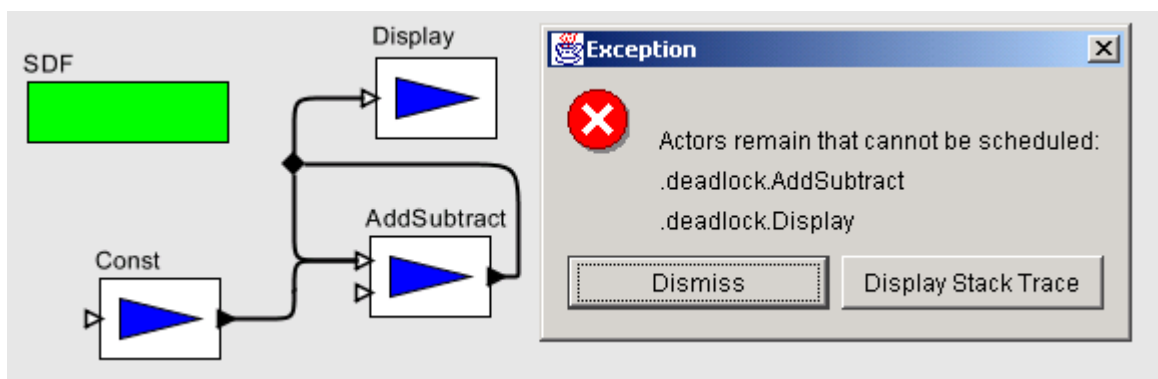 SDF
Display
AddSubtract
Const
Exception
Actors remain that cannot be scheduled:
.deadlock.AddSubtract
.deadlock.Display
Dismiss
Display Stack Trace